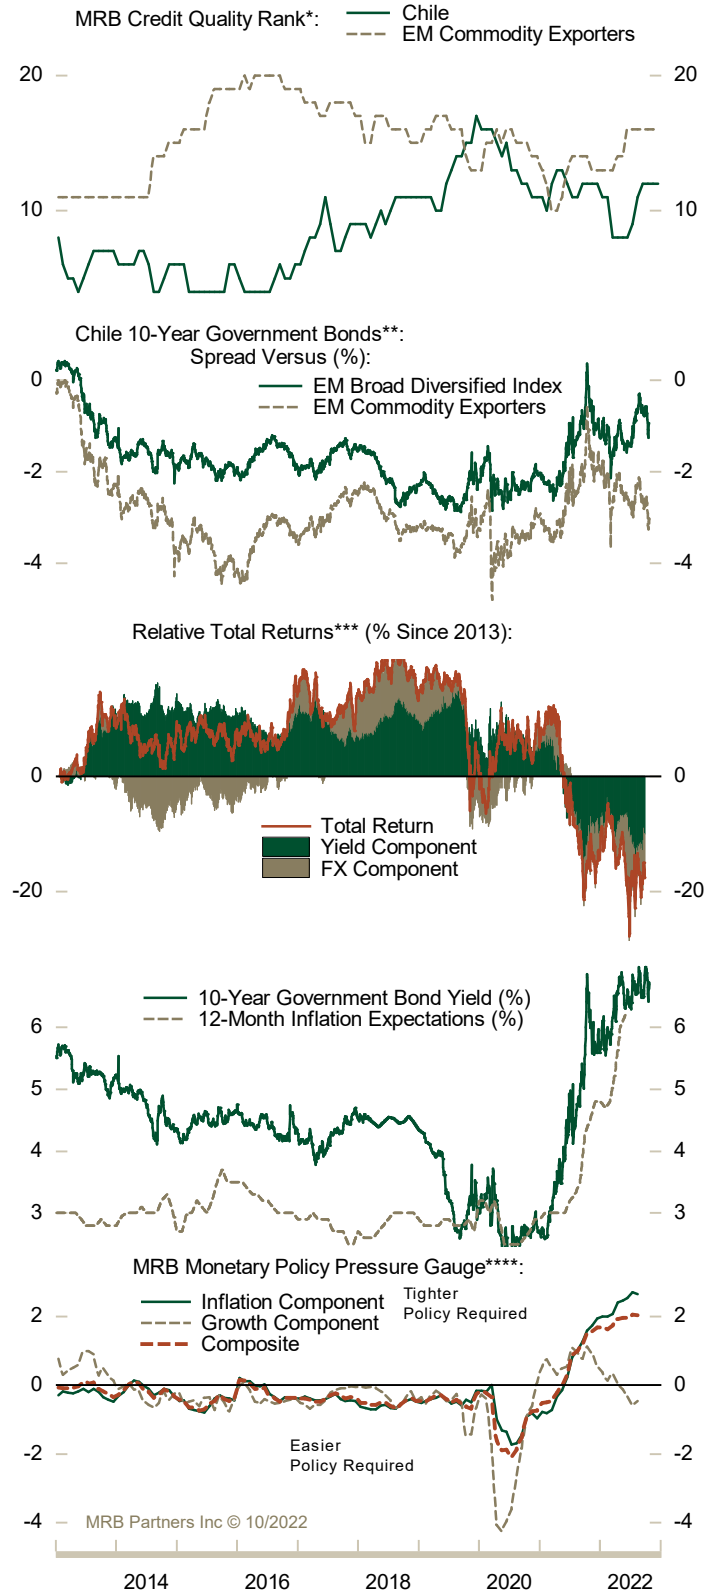 MRB Credit Quality Rank*:
Chile
EM Commodity Exporters
20 20
10 10
Chile 10-Year Government Bonds**:
Spread Versus (%):
EM Broad Diversified Index
EM Commodity Exporters
0 0
-2 -2
-4 -4
Relative Total Returns*** (% Since 2013):
0 0
Total Return
Yield Component
FX Component
-20 -20
10-Year Government Bond Yield (%)
12-Month Inflation Expectations (%)
6 6
5 5
4 4
3 3
MRB Monetary Policy Pressure Gauge****:
Tighter
Policy Required
Inflation Component
Growth Component
Composite
2 2
0 0
Easier
Policy Required
-2 -2
-4 -4
MRB Partners Inc © 10/2022
2014 2016 2018 2020 2022